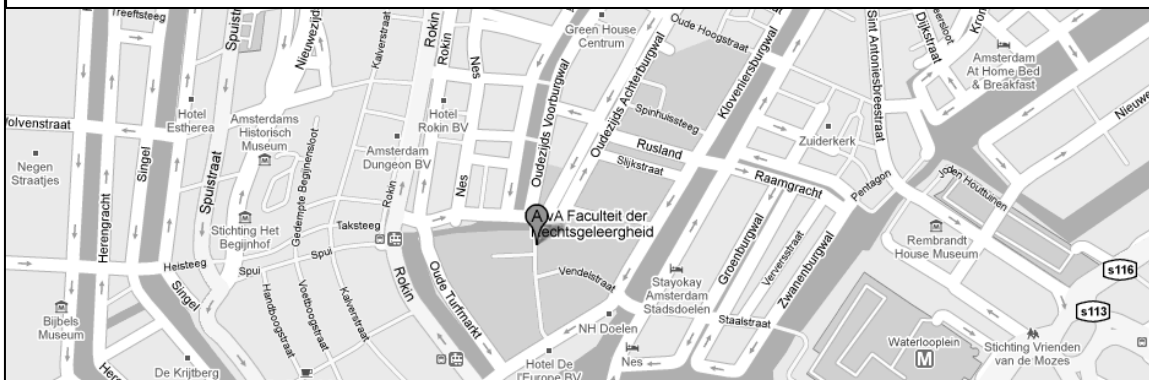 Treeftsteeg
Spuistraat
Nieuwezijds
Kalverstraat
Rokin
Rokin
Nes
Green House
Centrum
Oude Hoogstraat
Kloveniersburgwal
Sint Antoniesbreestraat
Dijkstraat
Amsterdam
At Home Bed
& Breakfast
Nieuwe
Wolvenstraat
Hotel
Estherea
Amsterdams
Historisch
Museum
Hotel
Rokin BV
Oudezijds Voorburgwal
Oudezijds Achterburgwal
Spinhuissteeg
Rusland
Slijkstraat
Zuiderkerk
Raamgracht
Pentagon
Joden Houttuinen
Negen
Straatjes
Herengracht
Singel
Spuistraat
Gedempte Begijnensloot
Amsterdam
Dungeon BV
Rokin
Nes
A
vA Faculteit der
Rechtsgeleergheid
Stichting Het
Begijnhof
Taksteeg
Rembrandt
House Museum
Heisteeg
Spui
Spui
Rokin
Oude Turfmarkt
Vendelstraat
Stayokay
Amsterdam
Stadsdoelen
Groenburgwal
Verversstraat
Zwanenburgwal
s116
s113
Bijbels
Museum
Singel
Handboogstraat
Voetboogstraat
Kalverstraat
NH Doelen
Staalstraat
Waterlooplein
M
Stichting Vrienden
van de Mozes
De Krijtberg
Hotel De
l'Europe BV
Nes